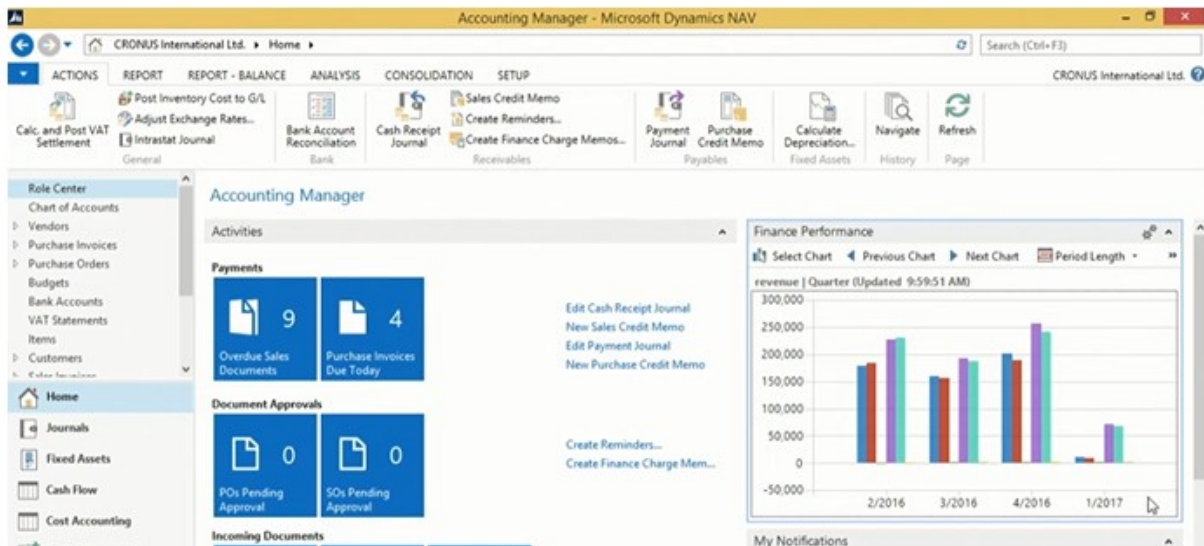 Accounting Manager - Microsoft Dynamics NAV
CRONUS International Ltd. Home
Search (Ctrl+F3)
ACTIONS REPORT REPORT - BALANCE ANALYSIS CONSOLIDATION SETUP
CRONUS International Ltd.
Calc. and Post VAT Settlement
Post Inventory Cost to G/L
Adjust Exchange Rates...
Intrastat Journal
General
Bank Account Reconciliation
Bank
Cash Receipt Journal
Sales Credit Memo
Create Reminders...
Create Finance Charge Memos...
Receivables
Payment Journal
Purchase Credit Memo
Payables
Calculate Depreciation...
Fixed Assets
Navigate
History
Refresh
Page
Role Center
Chart of Accounts
Vendors
Purchase Invoices
Purchase Orders
Budgets
Bank Accounts
VAT Statements
Items
Customers
Sales Invoices
Home
Journals
Fixed Assets
Cash Flow
Cost Accounting
Accounting Manager
Activities
Payments
9
Overdue Sales
Documents
4
Purchase Invoices
Due Today
Edit Cash Receipt Journal
New Sales Credit Memo
Edit Payment Journal
New Purchase Credit Memo
Document Approvals
0
POs Pending
Approval
0
SOs Pending
Approval
Create Reminders...
Create Finance Charge Mem...
Incoming Documents
Finance Performance
Select Chart Previous Chart Next Chart Period Length
revenue | Quarter (Updated 9:59:51 AM)
300,000
250,000
200,000
150,000
100,000
50,000
0
-50,000
2/2016 3/2016 4/2016 1/2017
My Notifications